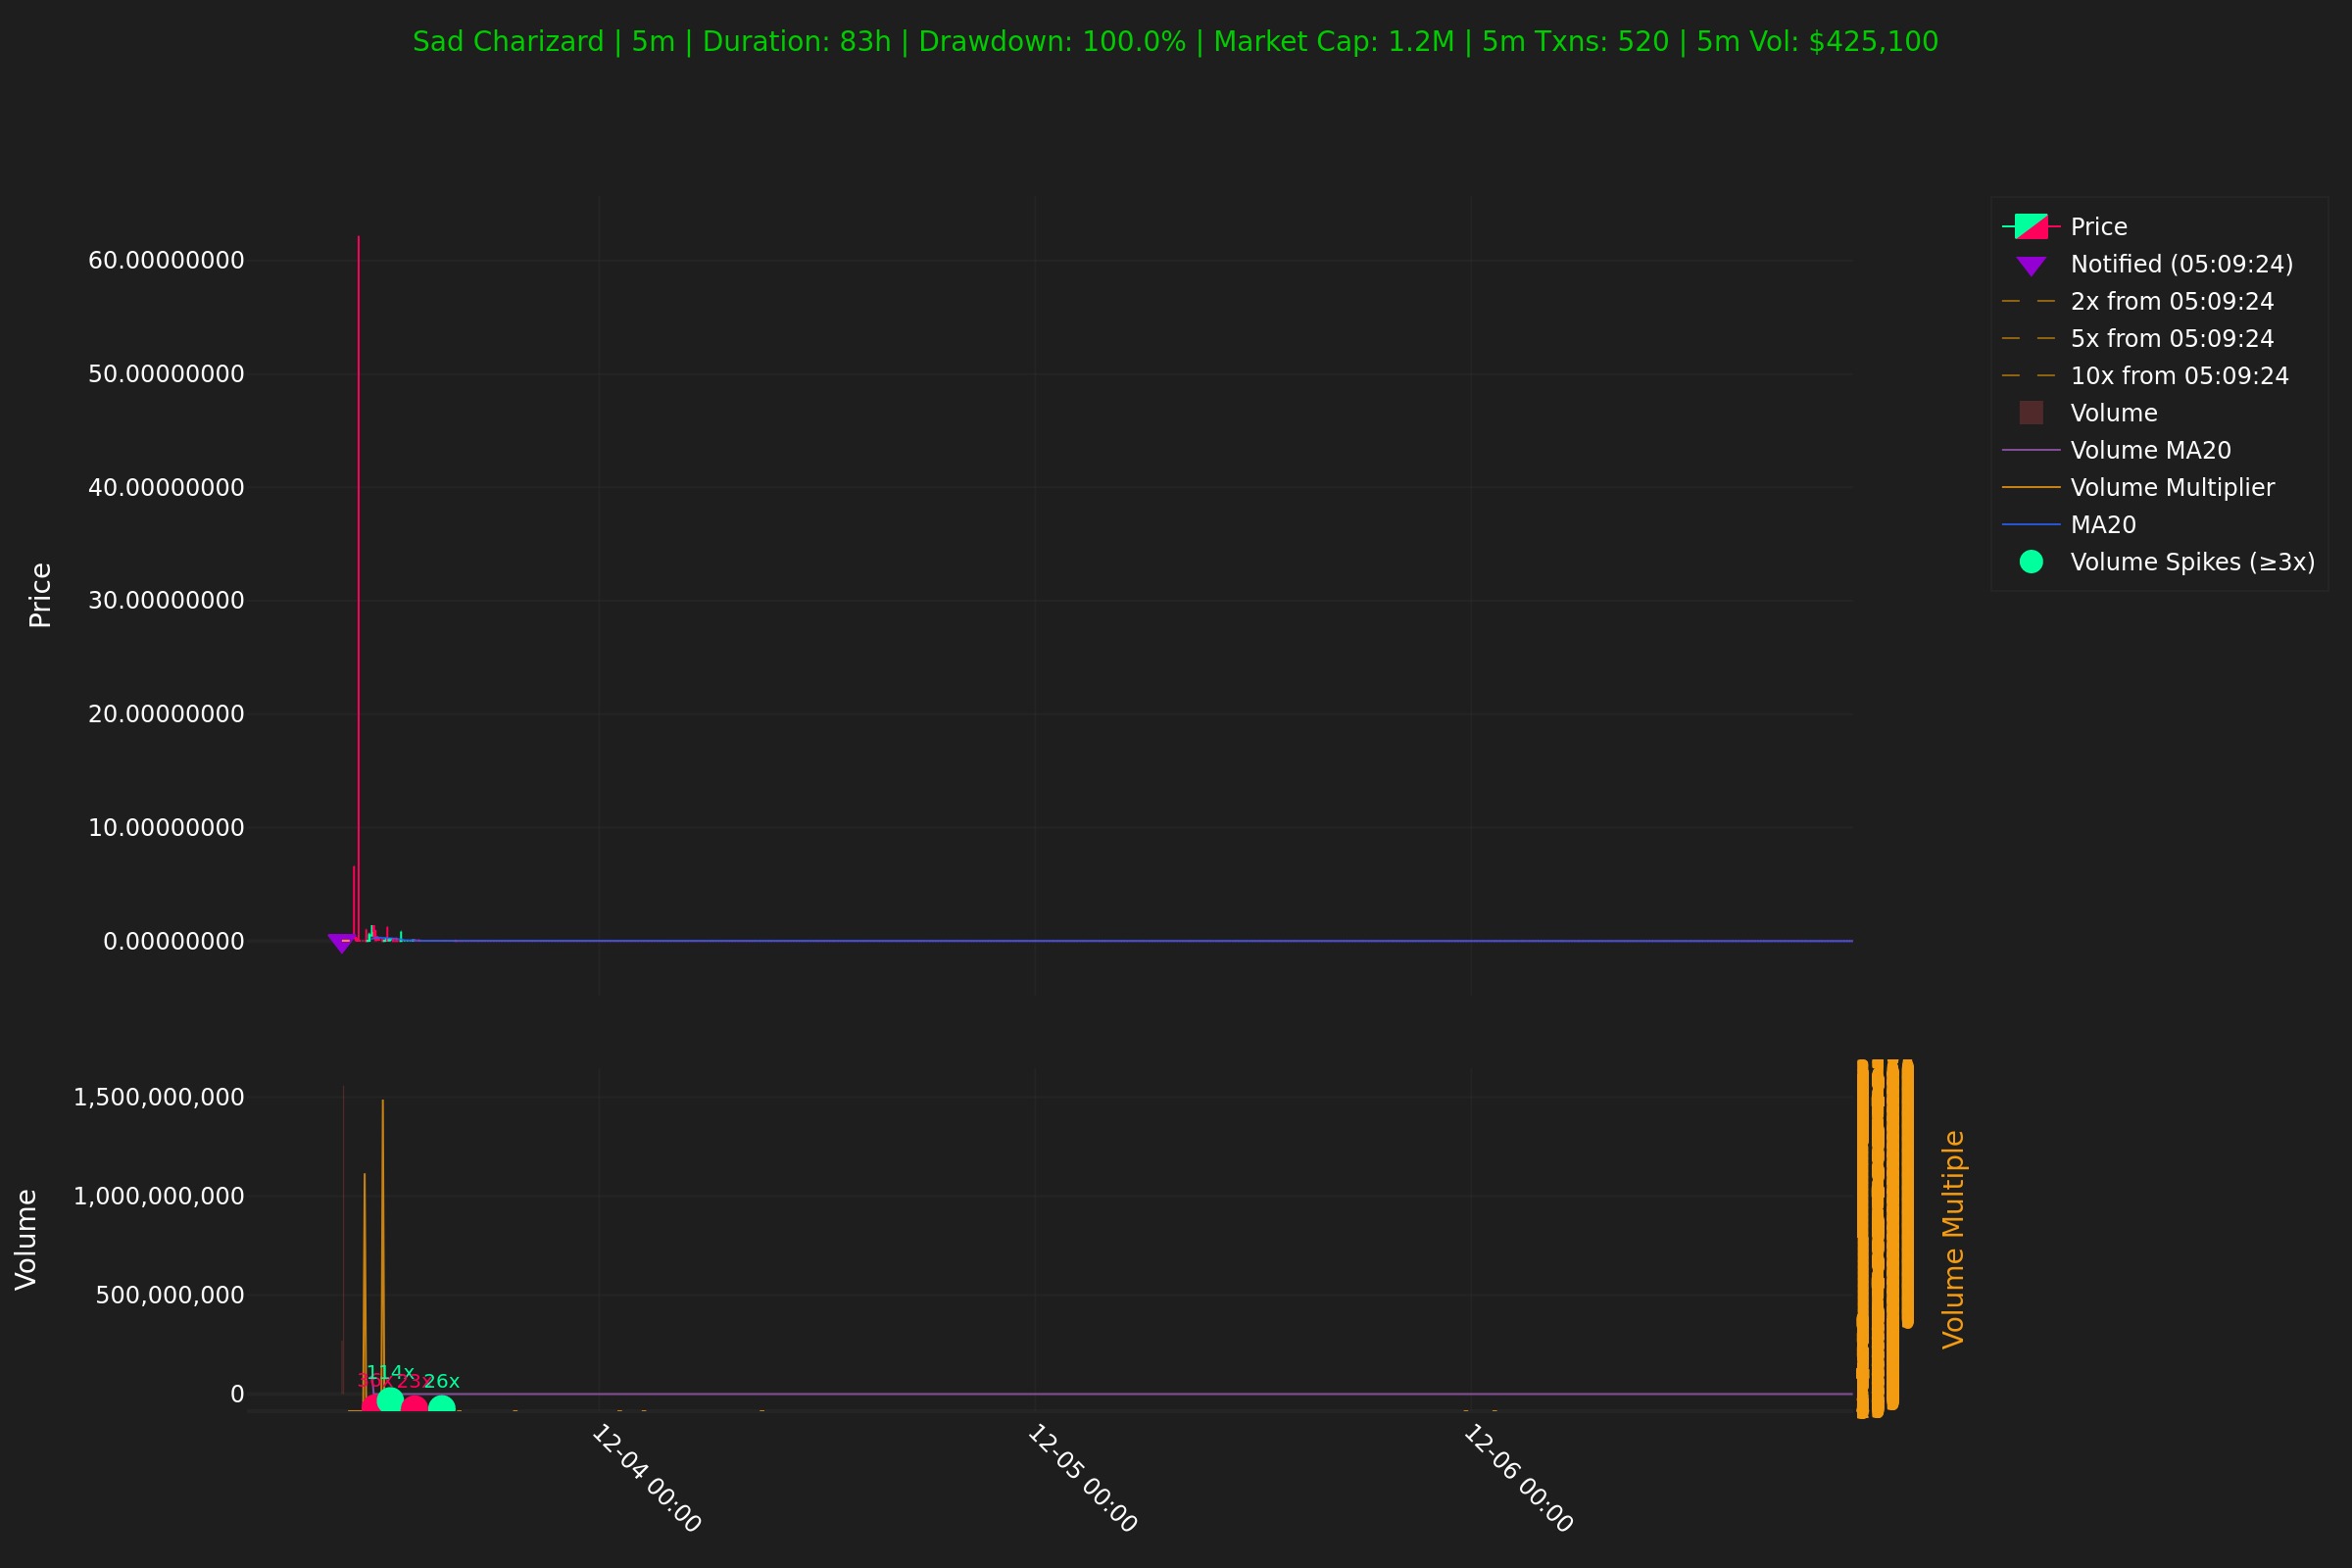 Sad Charizard | 5m | Duration: 83h | Drawdown: 100.0% | Market Cap: 1.2M | 5m Txns: 520 | 5m Vol: $425,100
60.00000000
50.00000000
40.00000000
30.00000000
20.00000000
10.00000000
0.00000000
Price
Price
Notified (05:09:24)
2x from 05:09:24
5x from 05:09:24
10x from 05:09:24
Volume
Volume MA20
Volume Multiplier
MA20
Volume Spikes (≥3x)
1,500,000,000
1,000,000,000
500,000,000
0
Volume
114x
23x
26x
Volume Multiple
12-04 00:00
12-05 00:00
12-06 00:00